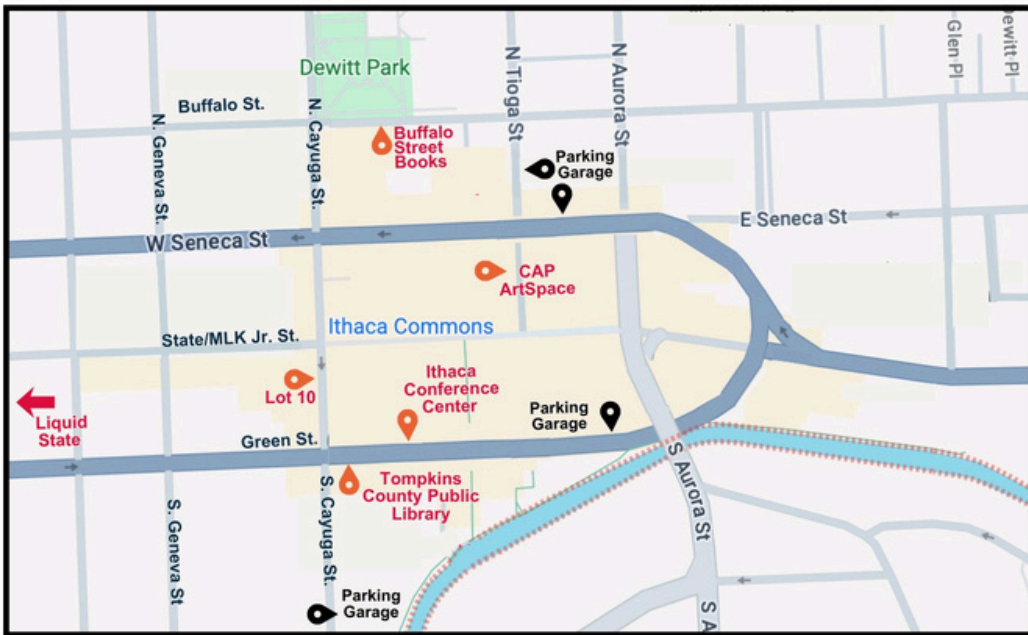 Dewitt Park
N Tioga St
N Aurora St
Glen Pl
Dewitt Pl
Buffalo St.
N. Geneva St.
N. Cayuga St.
Buffalo
Street
Books
Parking
Garage
E Seneca St
W Seneca St
CAP
ArtSpace
Ithaca Commons
State/MLK Jr. St.
Lot 10
Ithaca
Conference
Center
Liquid
State
Parking
Garage
Green St.
Tompkins
County Public
Library
S Aurora St
S. Geneva St
S. Cayuga St.
Parking
Garage
S A